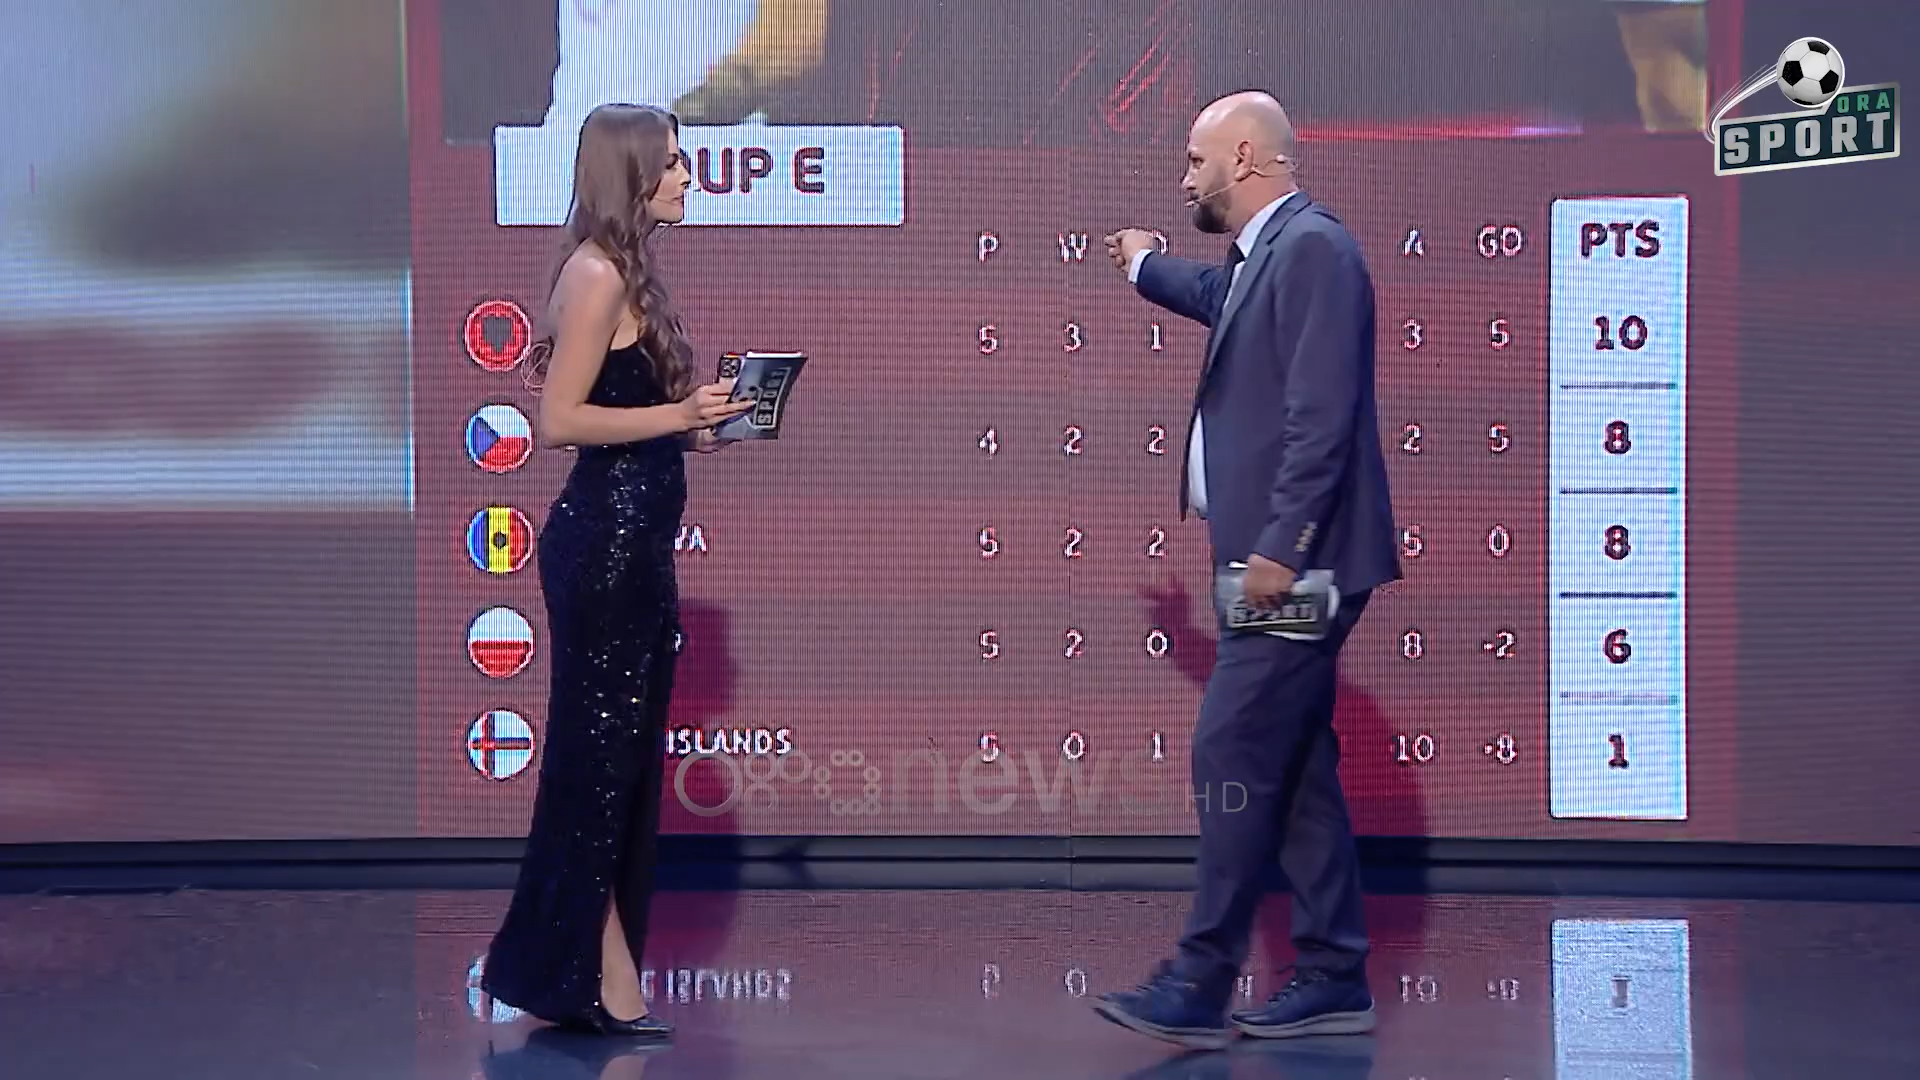 ORA
SPORT
UP E
P W D A GD PTS
5 3 1 3 5 10
4 2 2 2 5 8
VA 5 2 2 5 0 8
5 2 0 8 -2 6
ISLANDS 5 0 1 10 -8 1
SPORT
SPORT
news HD